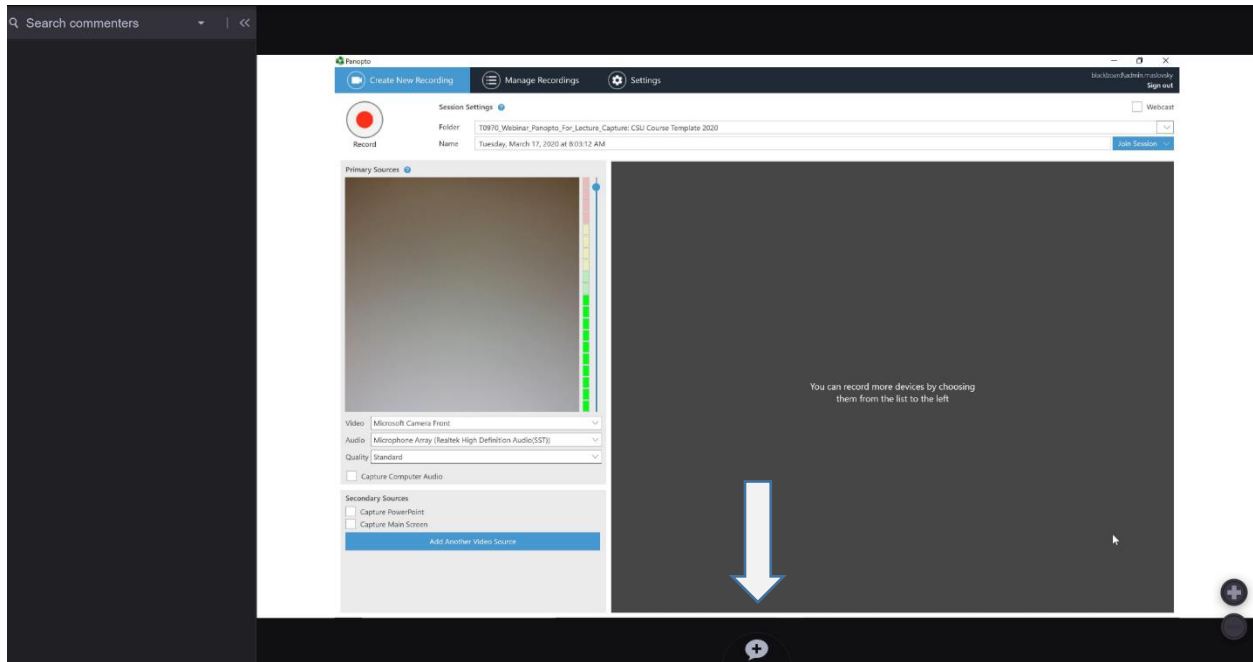 Search commenters
Panopto
Create New Recording
Manage Recordings
Settings
blackboard\admin.maslovsky
Sign out
Session Settings
Webcast
Folder
T0970_Webinar_Panopto_For_Lecture_Capture: CSU Course Template 2020
Record
Name
Tuesday, March 17, 2020 at 8:03:12 AM
Join Session
Primary Sources
You can record more devices by choosing
them from the list to the left
Video
Microsoft Camera Front
Audio
Microphone Array (Realtek High Definition Audio(SST))
Quality
Standard
Capture Computer Audio
Secondary Sources
Capture PowerPoint
Capture Main Screen
Add Another Video Source